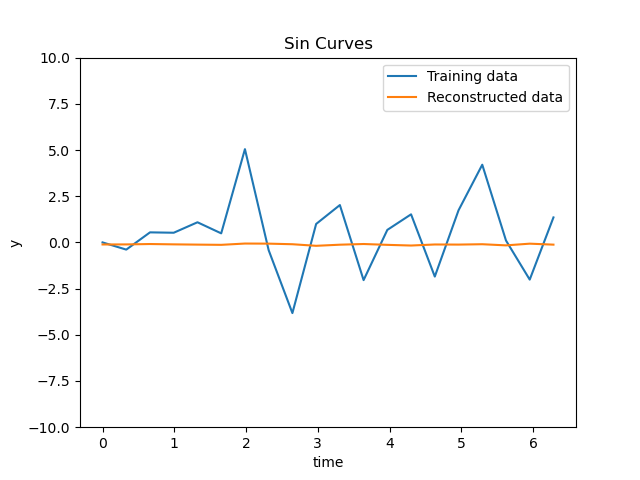 Sin Curves
Training data
Reconstructed data
10.0
7.5
5.0
2.5
0.0
−2.5
−5.0
−7.5
−10.0
y
0 1 2 3 4 5 6
time